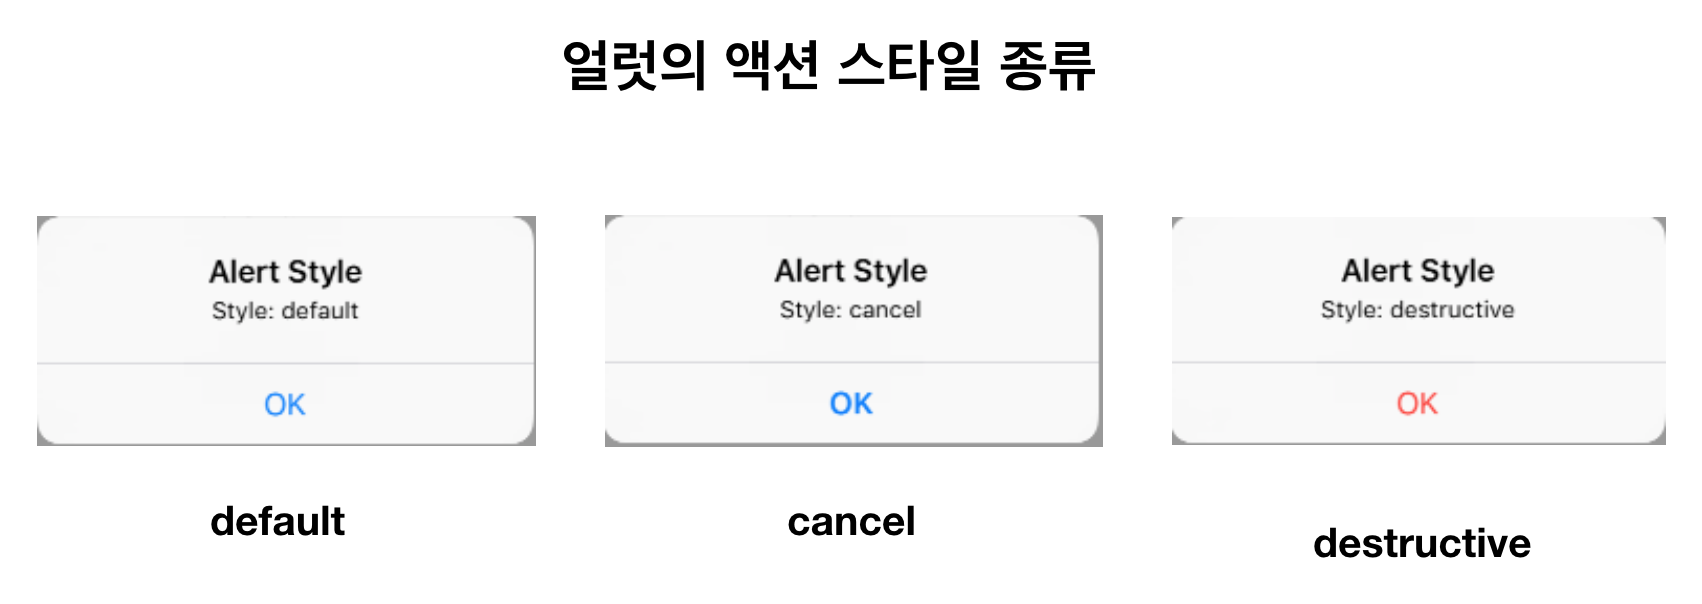 얼럿의 액션 스타일 종류
Alert Style
Style: default
OK
default
Alert Style
Style: cancel
OK
cancel
Alert Style
Style: destructive
OK
destructive